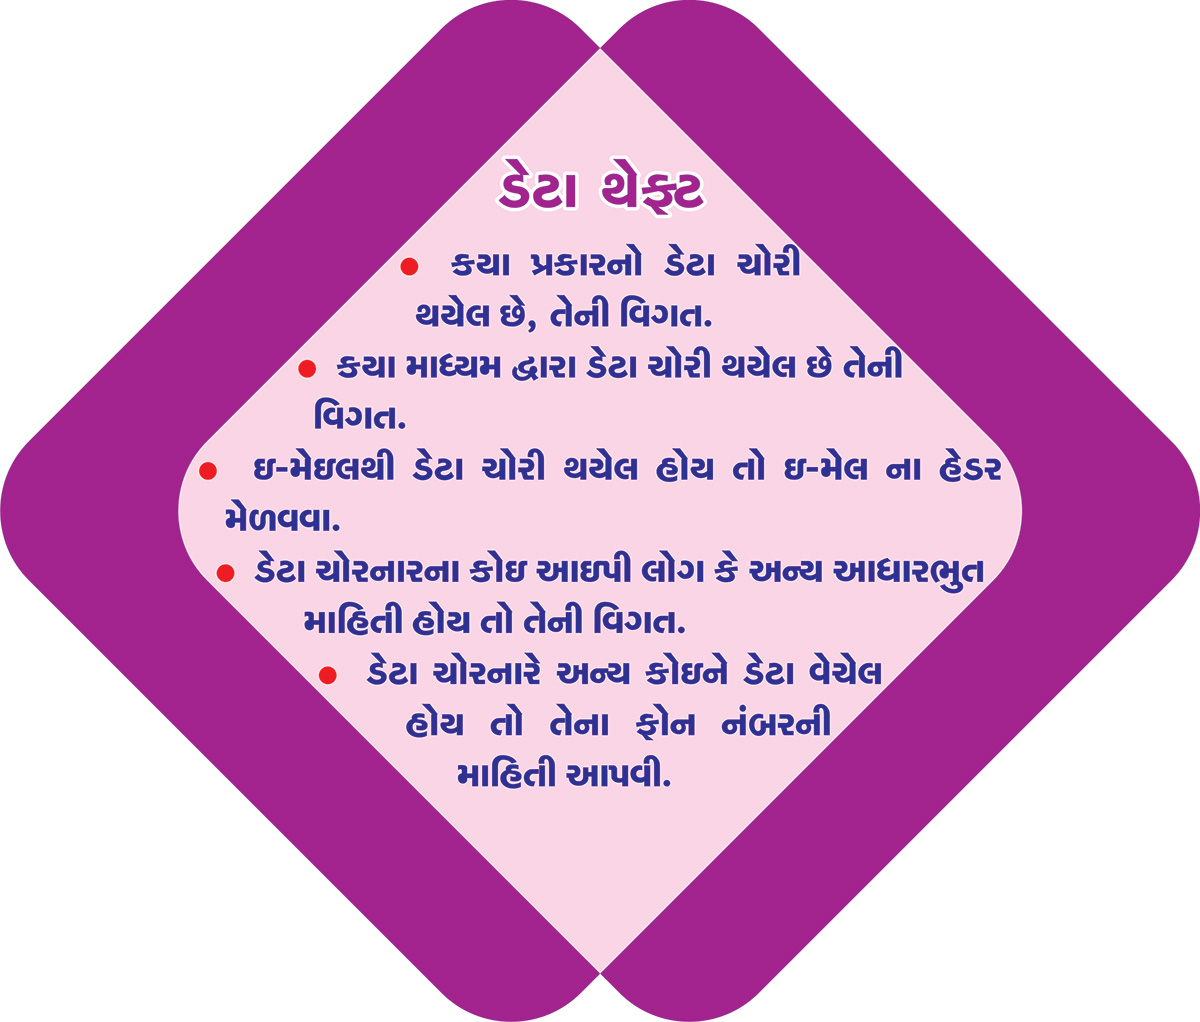 ડેટા થેફ્ટ
• કયા પ્રકારનો ડેટા ચોરી
થયેલ છે, તેની વિગત.
• કયા માધ્યમ દ્વારા ડેટા ચોરી થયેલ છે તેની
વિગત.
• ઇ-મેઇલથી ડેટા ચોરી થયેલ હોય તો ઇ-મેલ ના હેડર
મેળવવા.
• ડેટા ચોરનારના કોઇ આઇપી લોગ કે અન્ય આધારભુત
માહિતી હોય તો તેની વિગત.
• ડેટા ચોરનારે અન્ય કોઇને ડેટા વેચેલ
હોય તો તેના ફોન નંબરની
માહિતી આપવી.